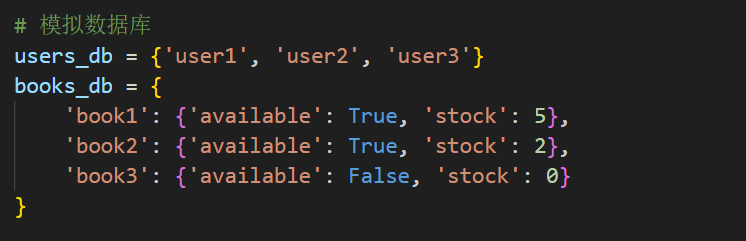 # 模拟数据库
users_db = {'user1', 'user2', 'user3'}
books_db = {
    'book1': {'available': True, 'stock': 5},
    'book2': {'available': True, 'stock': 2},
    'book3': {'available': False, 'stock': 0}
}